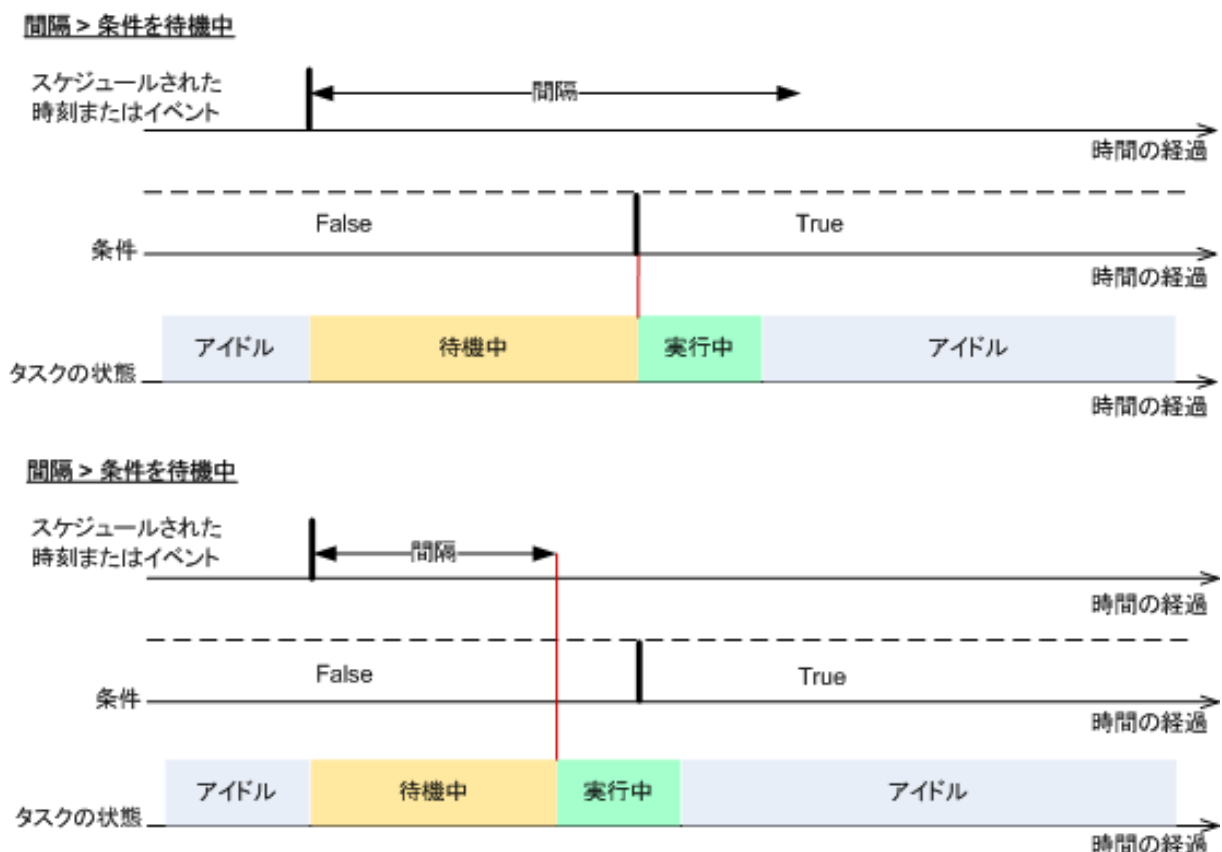 間隔 > 条件を待機中
スケジュールされた
時刻またはイベント
間隔
時間の経過
False
True
条件
時間の経過
アイドル
待機中
実行中
アイドル
タスクの状態
時間の経過
間隔 > 条件を待機中
スケジュールされた
時刻またはイベント
間隔
時間の経過
False
True
条件
時間の経過
アイドル
待機中
実行中
アイドル
タスクの状態
時間の経過